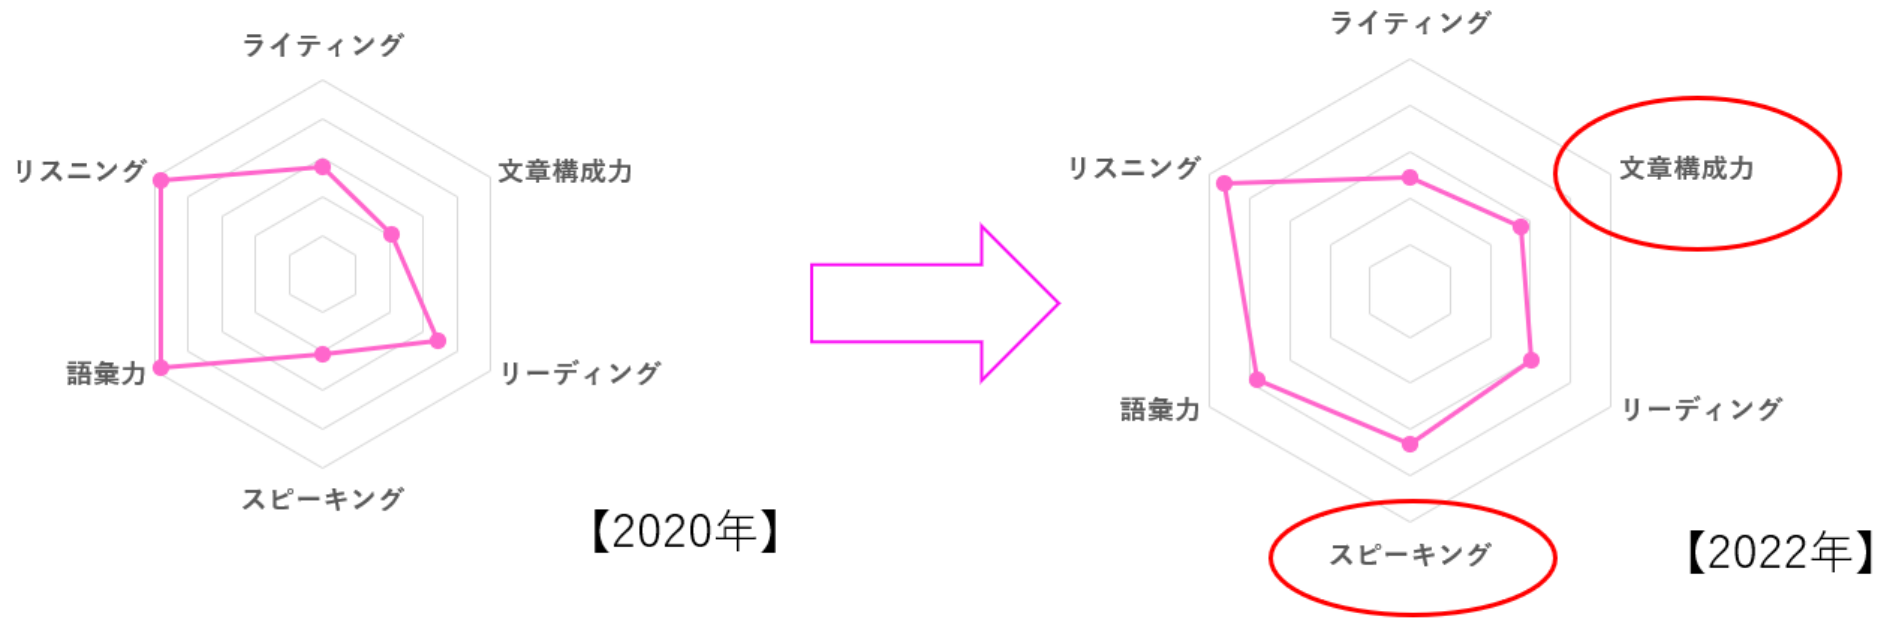 ライティング
リスニング
文章構成力
語彙力
リーディング
スピーキング
【2020年】
ライティング
リスニング
文章構成力
語彙力
リーディング
スピーキング
【2022年】